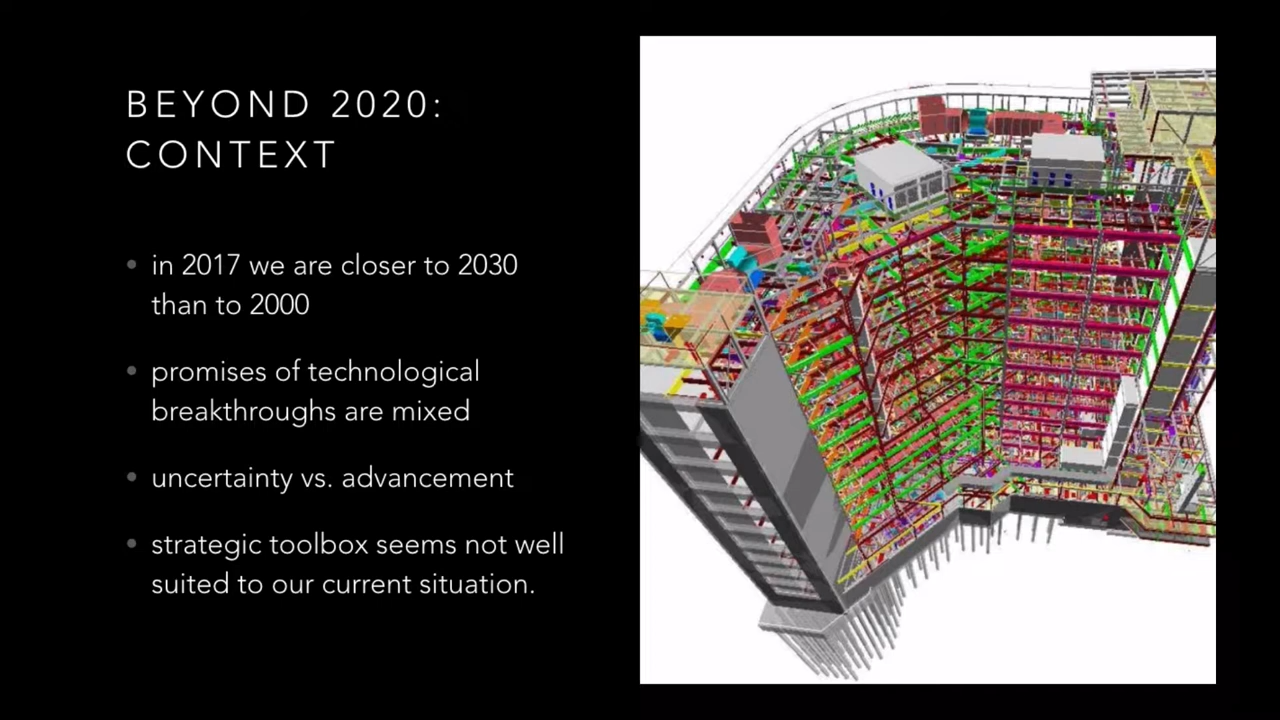 BEYOND 2020:
CONTEXT
• in 2017 we are closer to 2030
than to 2000
• promises of technological
breakthroughs are mixed
• uncertainty vs. advancement
• strategic toolbox seems not well
suited to our current situation.